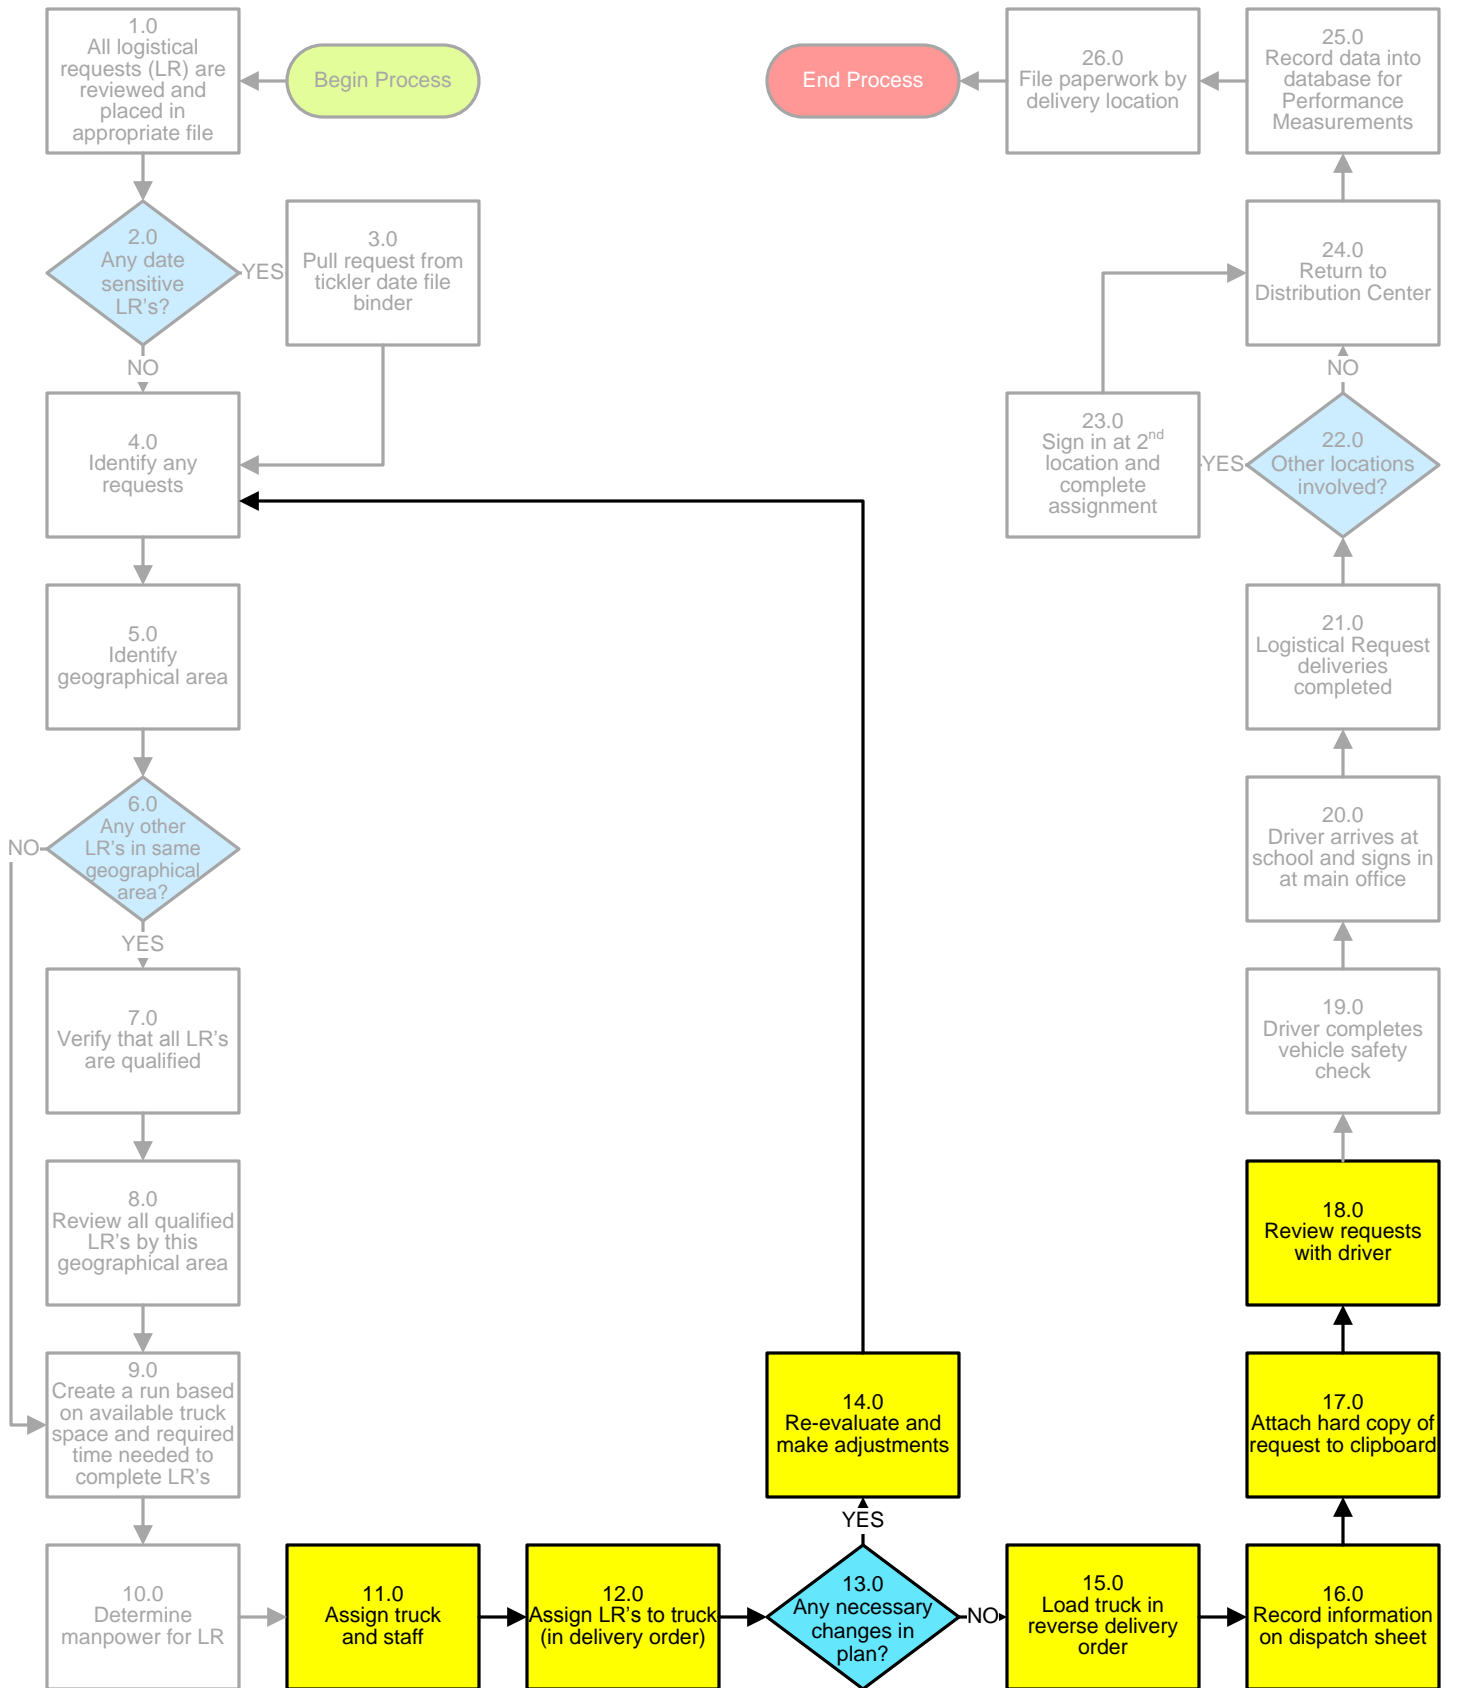 Begin Process
1.0
All logistical
requests (LR) are
reviewed and
placed in
appropriate file
2.0
Any date
sensitive
LR's?
YES
NO
3.0
Pull request from
tickler date file
binder
4.0
Identify any
requests
5.0
Identify
geographical area
6.0
Any other
LR's in same
geographical
area?
NO
YES
7.0
Verify that all LR's
are qualified
8.0
Review all qualified
LR's by this
geographical area
9.0
Create a run based
on available truck
space and required
time needed to
complete LR's
10.0
Determine
manpower for LR
11.0
Assign truck
and staff
12.0
Assign LR's to truck
(in delivery order)
13.0
Any necessary
changes in
plan?
YES
NO
14.0
Re-evaluate and
make adjustments
15.0
Load truck in
reverse delivery
order
16.0
Record information
on dispatch sheet
17.0
Attach hard copy of
request to clipboard
18.0
Review requests
with driver
19.0
Driver completes
vehicle safety
check
20.0
Driver arrives at
school and signs in
at main office
21.0
Logistical Request
deliveries
completed
22.0
Other locations
involved?
YES
NO
23.0
Sign in at 2nd
location and
complete
assignment
24.0
Return to
Distribution Center
25.0
Record data into
database for
Performance
Measurements
26.0
File paperwork by
delivery location
End Process